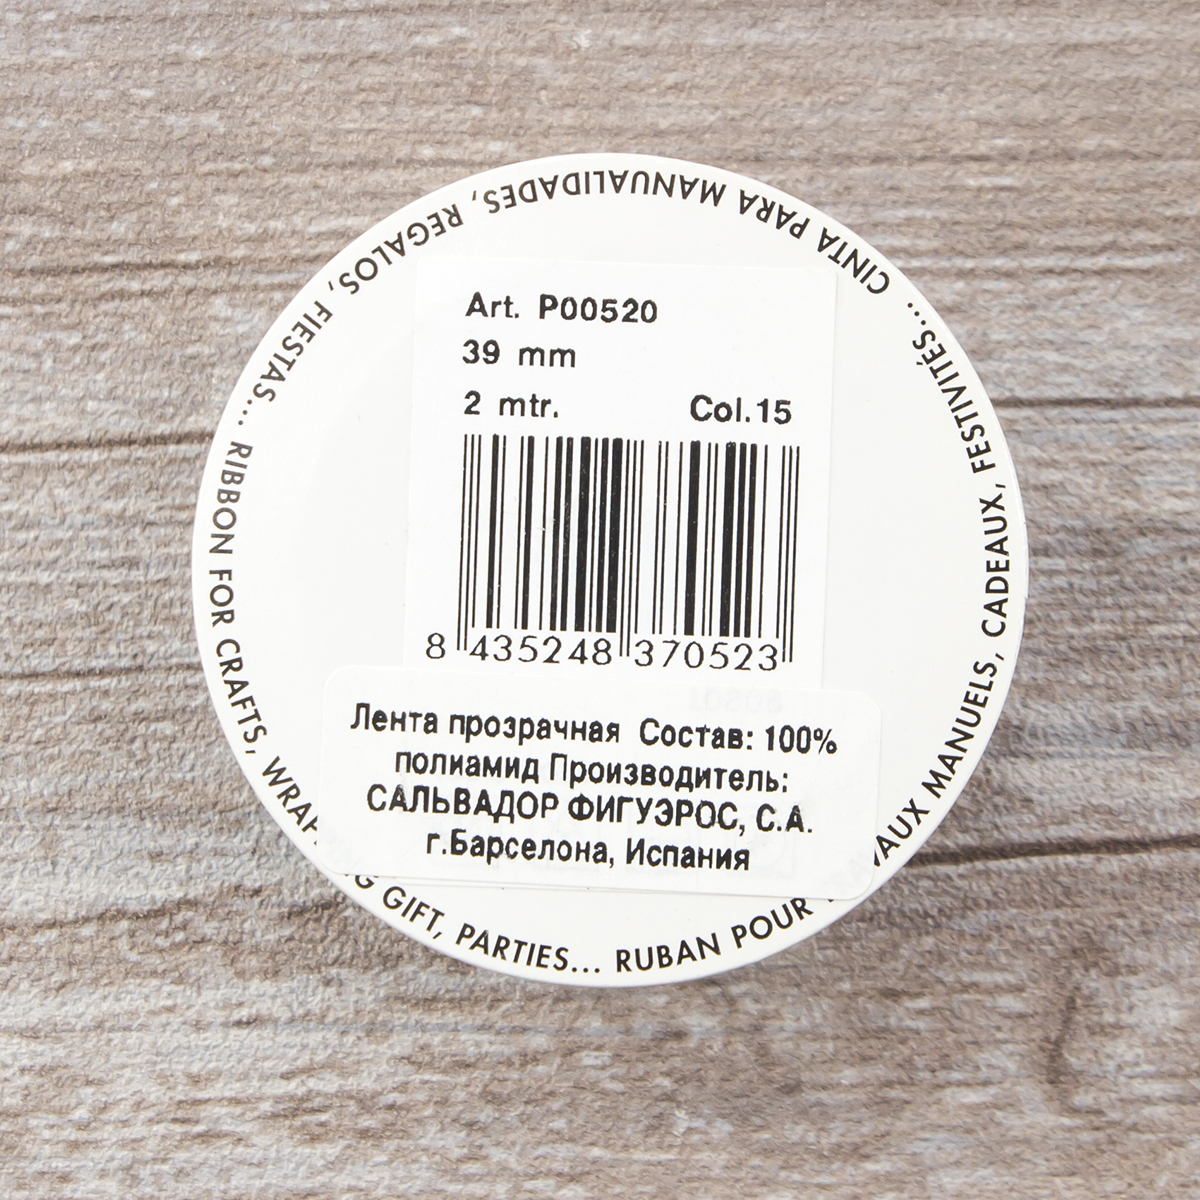 Art. P00520
39 mm
2 mtr. Col.15
8 435248 370523
Лента прозрачная Состав: 100%
полиамид Производитель:
САЛЬВАДОР ФИГУЭРОС, С.А.
г.Барселона, Испания
CINTA PARA MANUALIDADES, REGALOS, FIESTAS...
RIBBON FOR CRAFTS, GIFT, PARTIES...
RUBAN POUR MANUELS, CADEAUX, FESTIVITÉS...